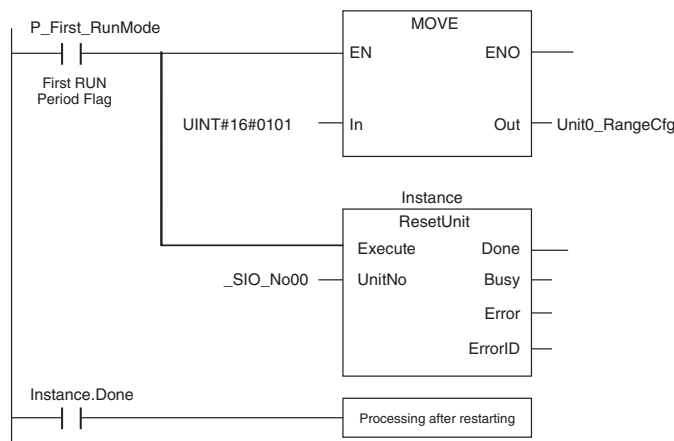 P_First_RunMode
First RUN
Period Flag
MOVE
EN
ENO
UINT#16#0101
In
Out
Unit0_RangeCfg
Instance
ResetUnit
Execute
Done
_SIO_No00
UnitNo
Busy
Error
ErrorID
Instance.Done
Processing after restarting